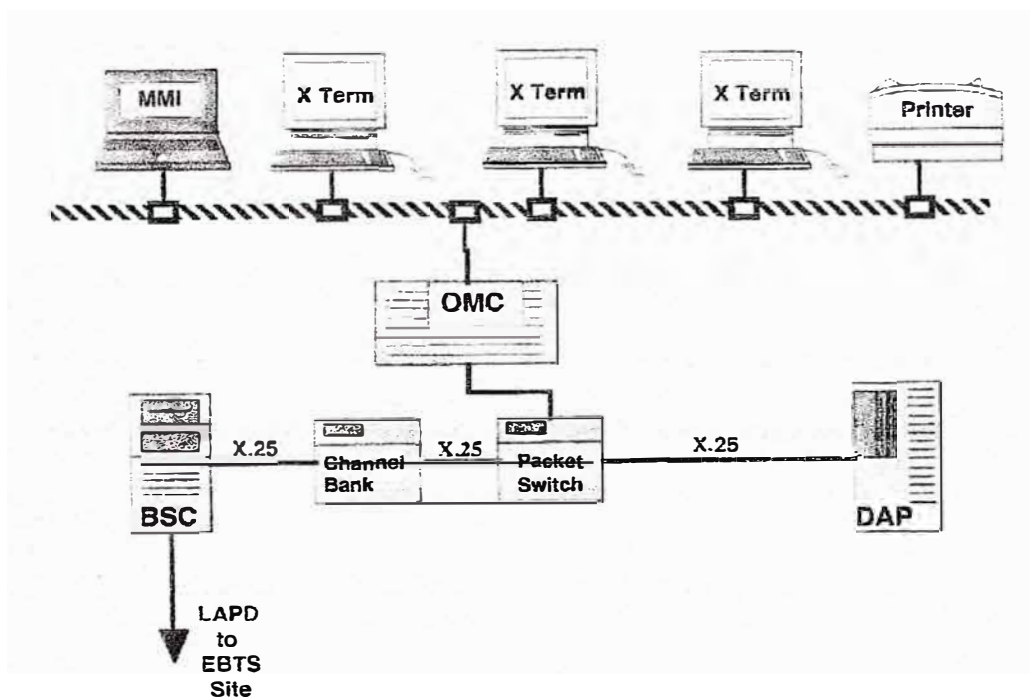 MMI
X Term
X Term
X Term
Printer
OMC
X.25
X.25
X.25
Channel
Bank
Packet
Switch
BSC
DAP
LAPD
to
EBTS
Site